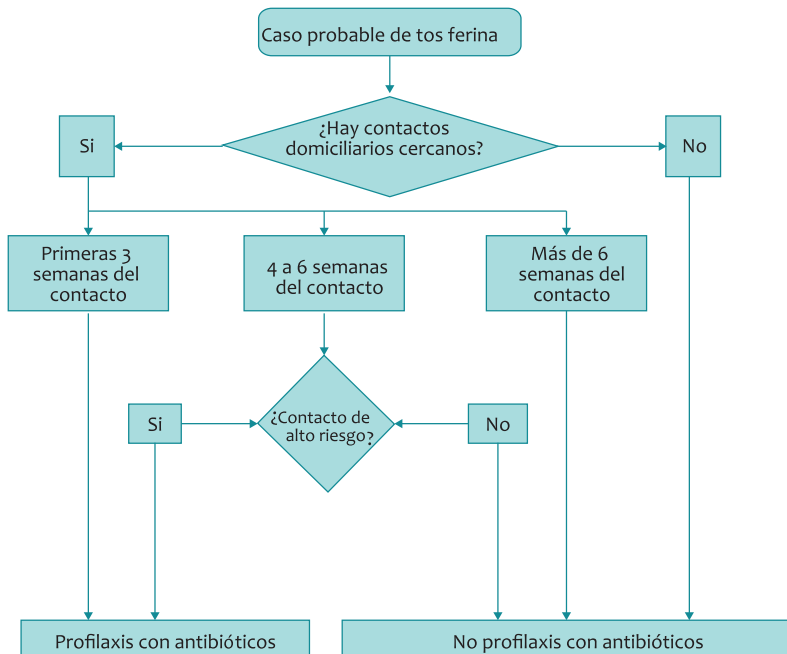 Caso probable de tos ferina
¿Hay contactos
domiciliarios cercanos?
Si
No
Primeras 3
semanas del
contacto
4 a 6 semanas
del contacto
Más de 6
semanas del
contacto
Si
¿Contacto de
alto riesgo?
No
Profilaxis con antibióticos
No profilaxis con antibióticos